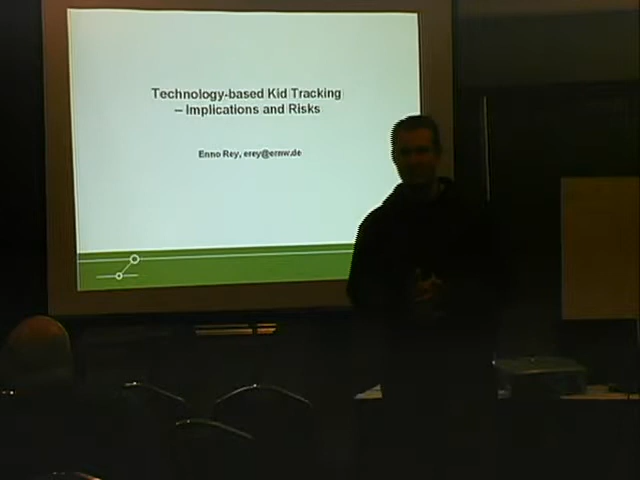 Technology-based Kid Tracking
– Implications and Risks
Enno Rey, erey@ernw.de